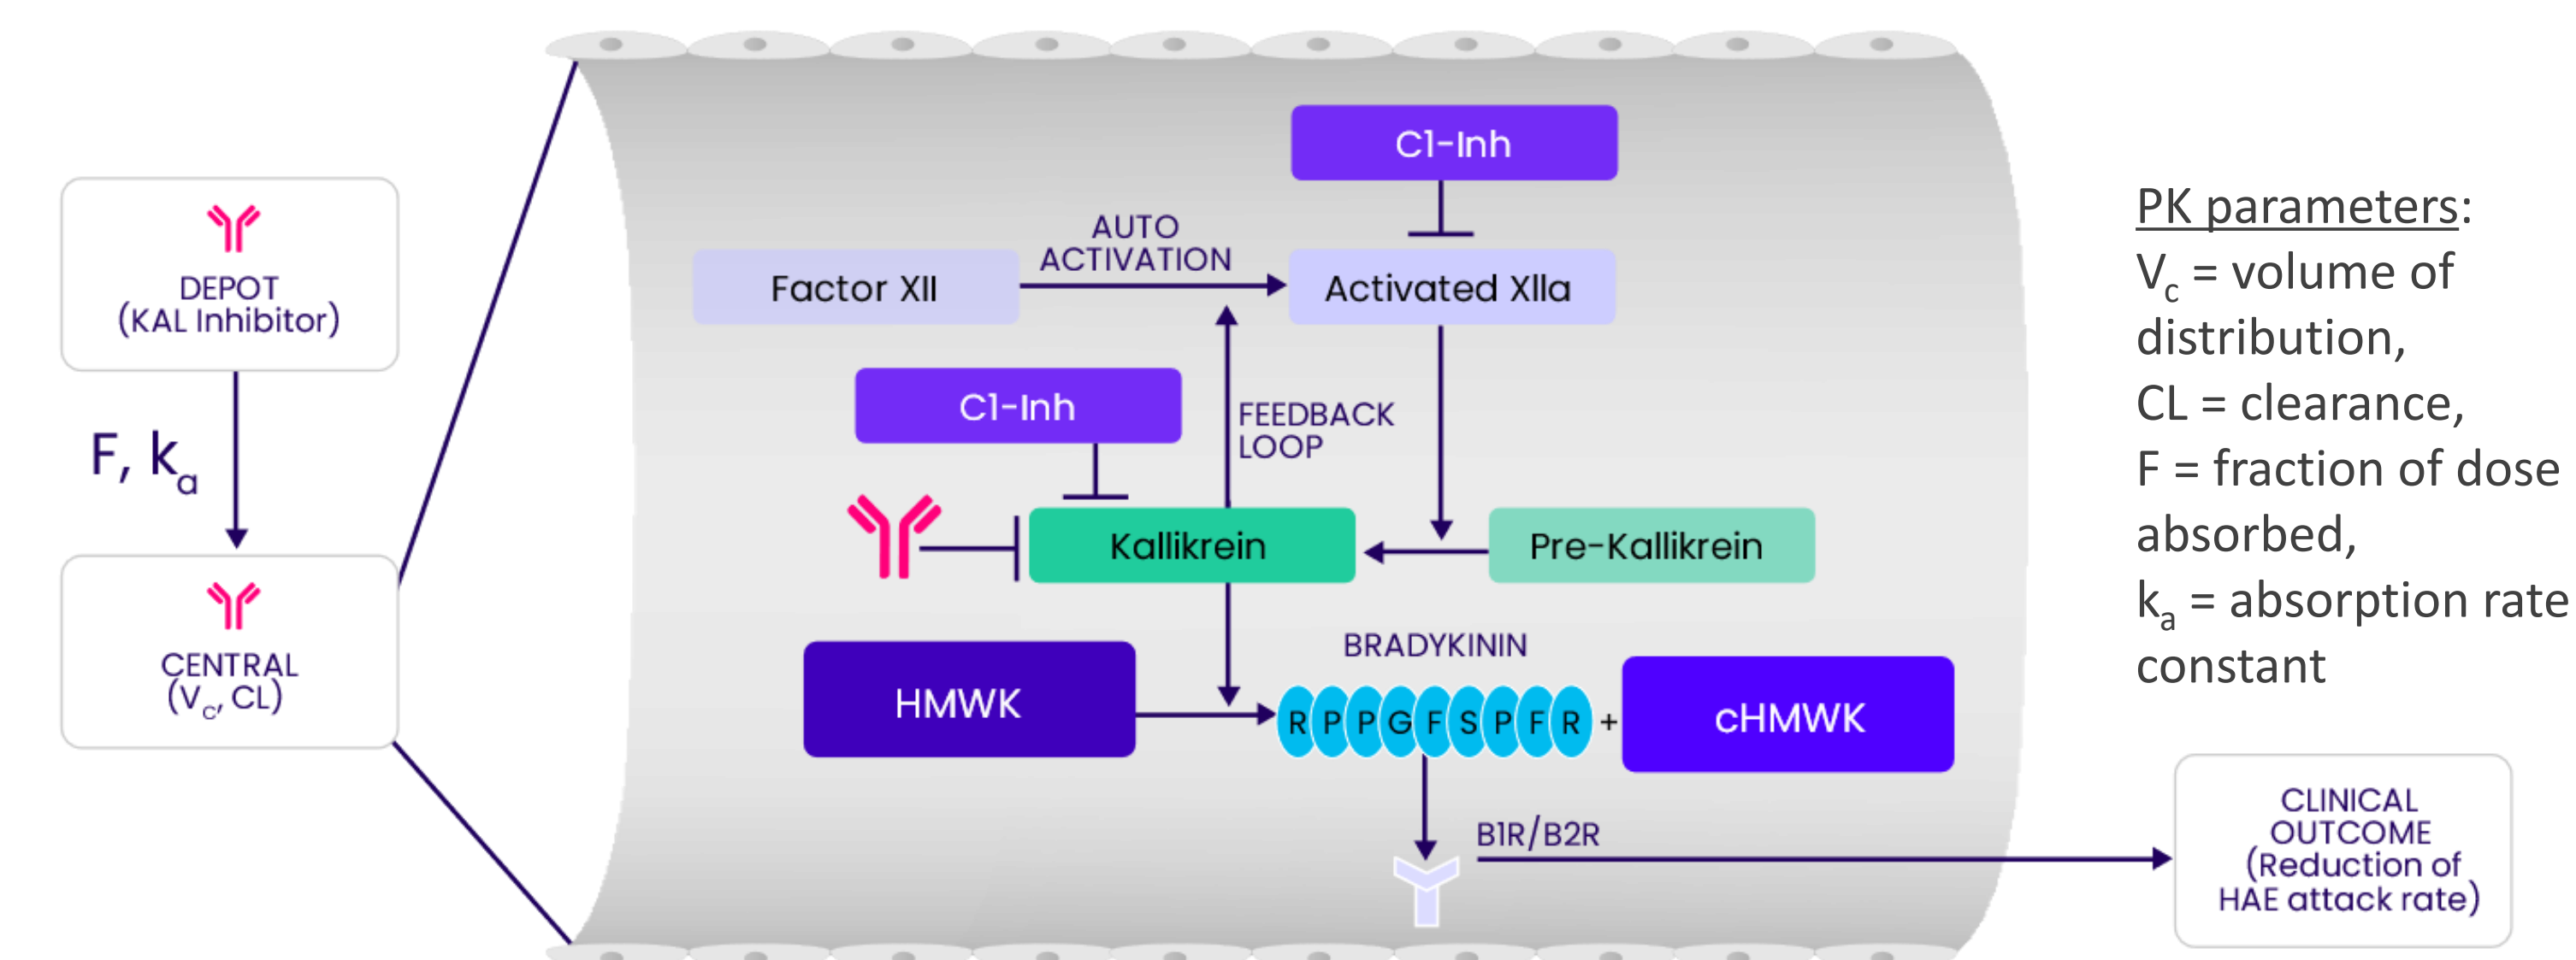 DEPOT
(KAL Inhibitor)
F, ka
CENTRAL
(Vc, CL)
C1-Inh
AUTO
ACTIVATION
Factor XII
Activated XIIa
C1-Inh
FEEDBACK
LOOP
Kallikrein
Pre-Kallikrein
BRADYKININ
HMWK
R P P G F S P F R +
cHMWK
B1R/B2R
PK parameters:
Vc = volume of
distribution,
CL = clearance,
F = fraction of dose
absorbed,
ka = absorption rate
constant
CLINICAL
OUTCOME
(Reduction of
HAE attack rate)